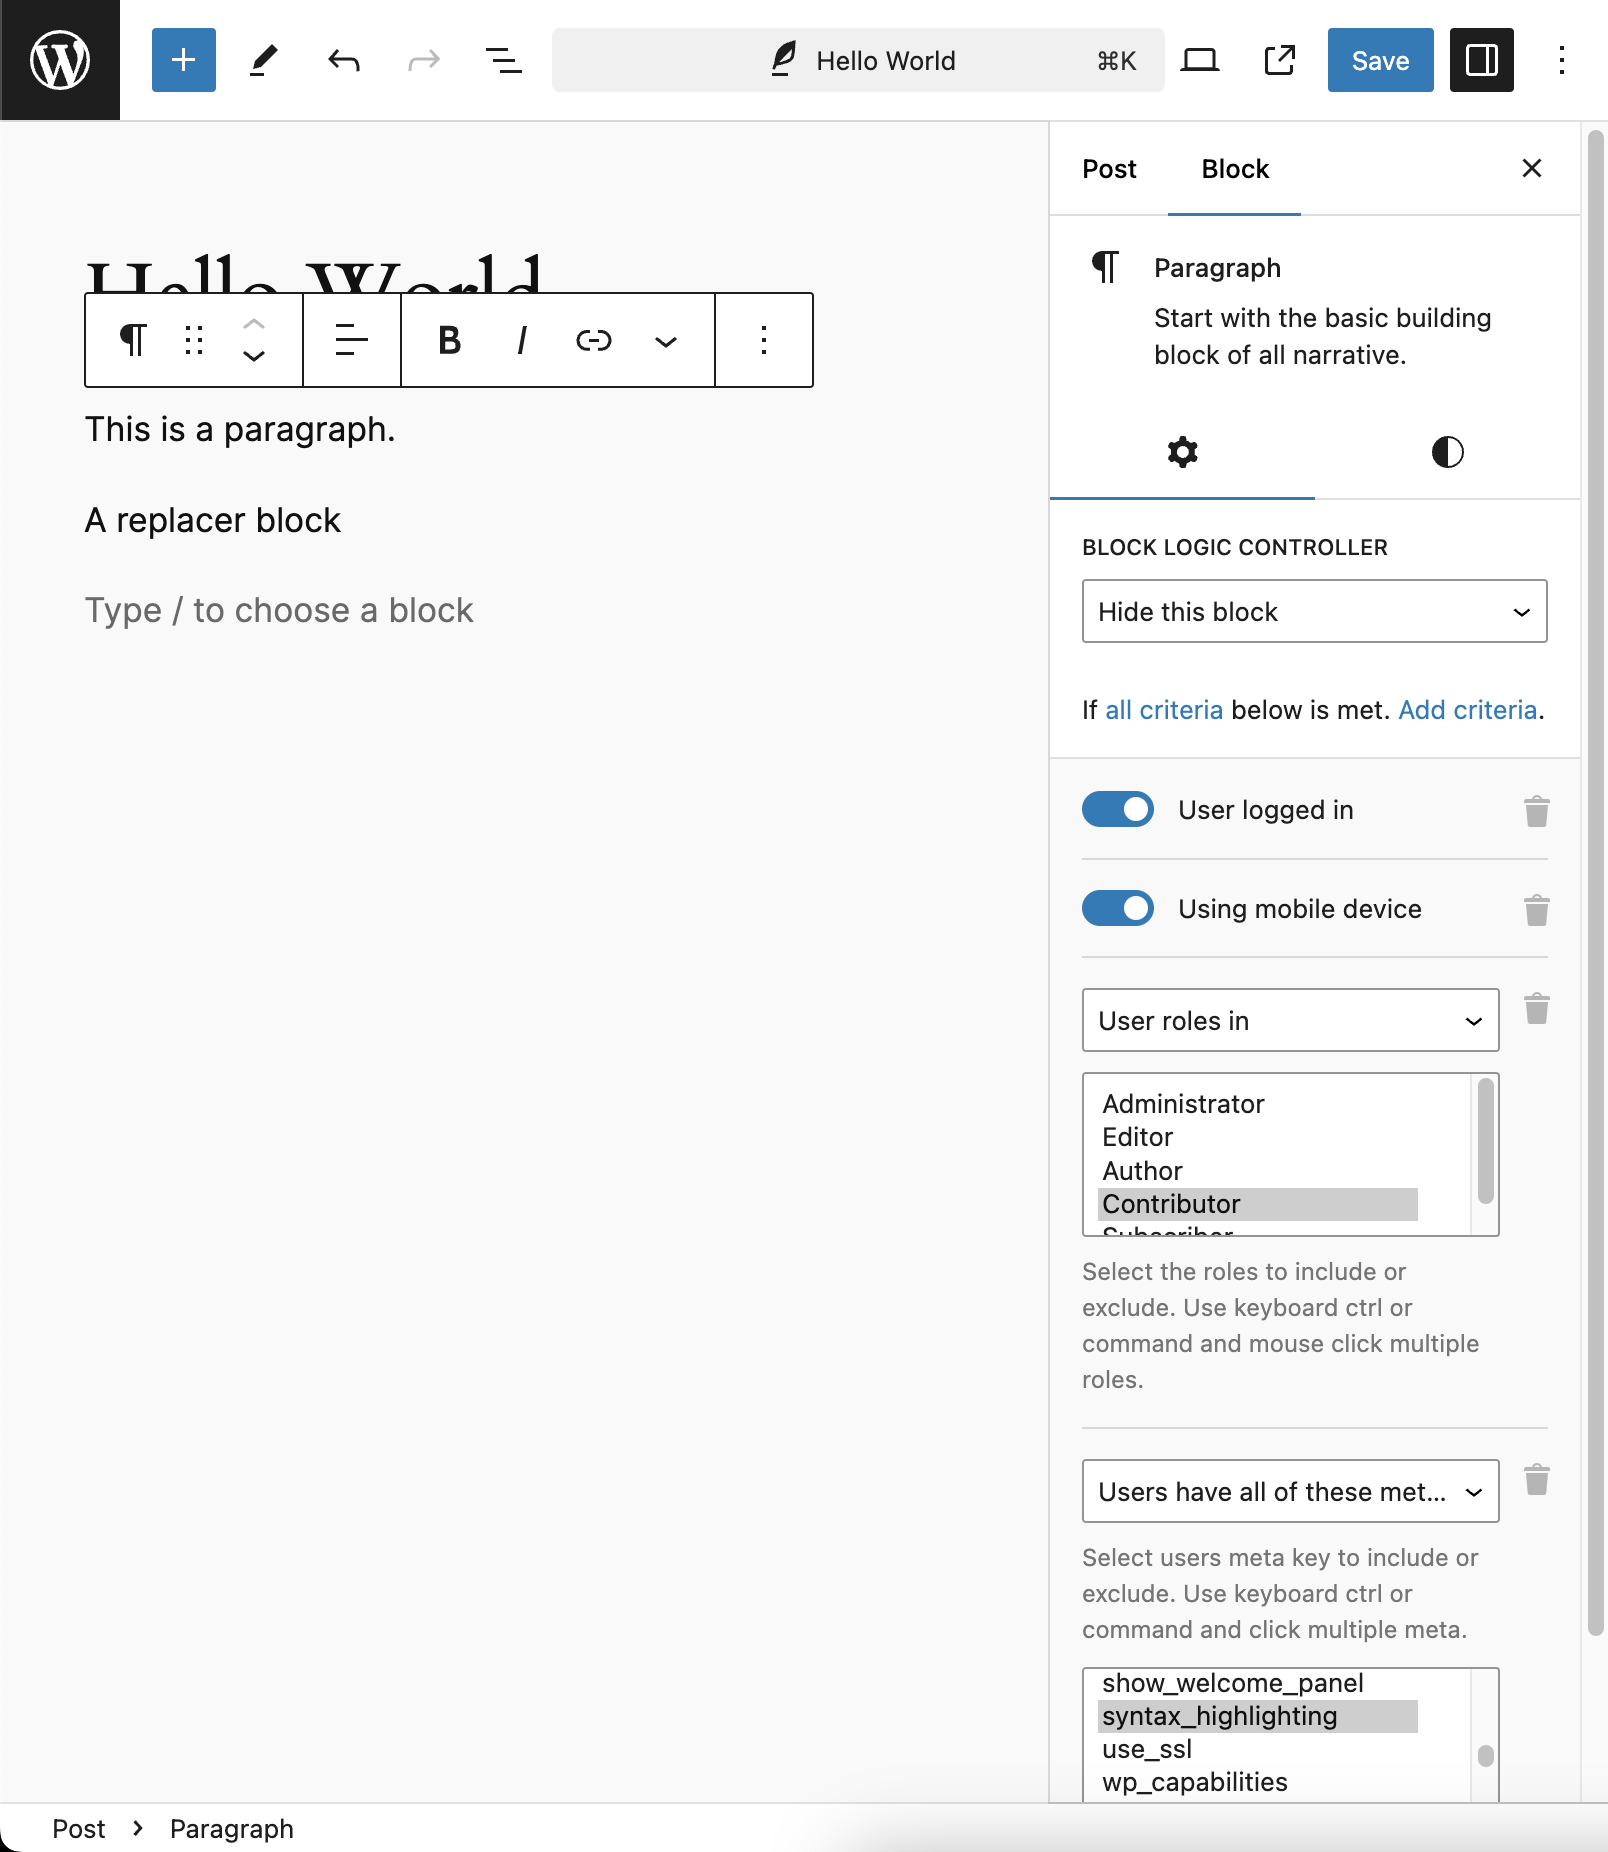 Hello World
⌘K
Save
Post
Block
Hello World
B I
This is a paragraph.
A replacer block
Type / to choose a block
Paragraph
Start with the basic building
block of all narrative.
BLOCK LOGIC CONTROLLER
Hide this block
If all criteria below is met. Add criteria.
User logged in
Using mobile device
User roles in
Administrator
Editor
Author
Contributor
Subscriber
Select the roles to include or
exclude. Use keyboard ctrl or
command and mouse click multiple
roles.
Users have all of these met...
Select users meta key to include or
exclude. Use keyboard ctrl or
command and click multiple meta.
show_welcome_panel
syntax_highlighting
use_ssl
wp_capabilities
Post › Paragraph